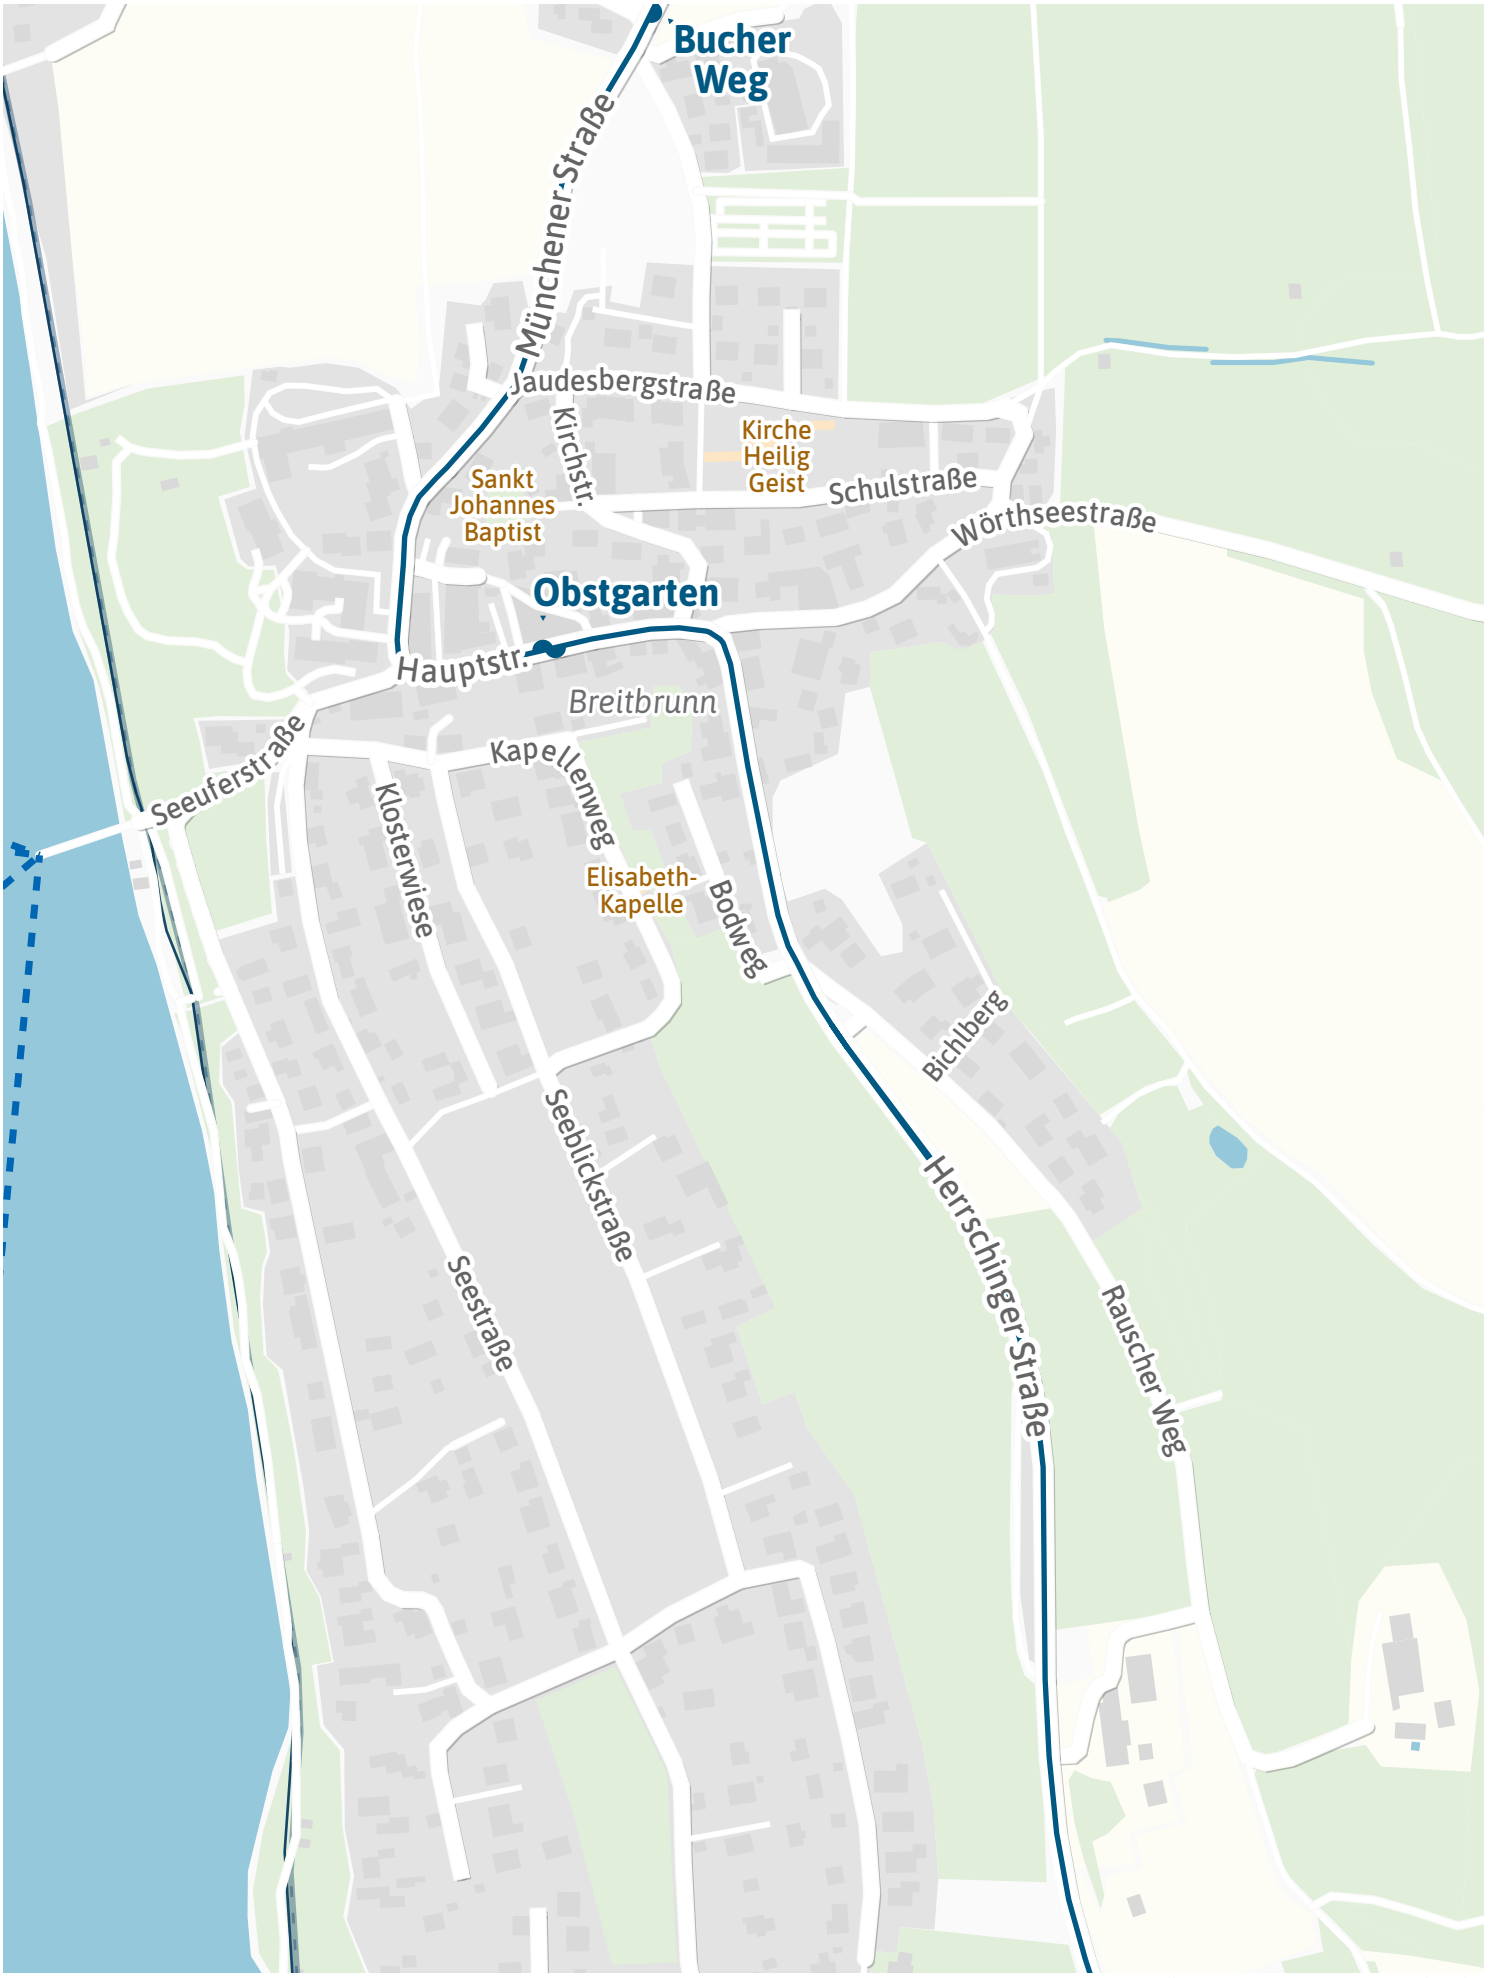 Bucher
Weg
Münchener Straße
Jaudesbergstraße
Kirchstr.
Kirche
Heilig
Geist
Sankt
Johannes
Baptist
Schulstraße
Wörthseestraße
Obstgarten
Hauptstr.
Breitbrunn
Seeuferstraße
Kapellenweg
Klosterwiese
Elisabeth-
Kapelle
Bodweg
Bichlberg
Seeblickstraße
Herrschinger Straße
Seestraße
Rauscher Weg